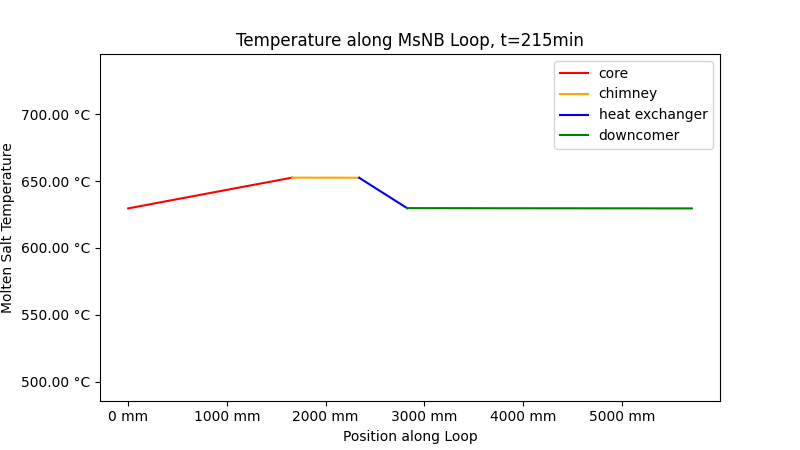 Temperature along MsNB Loop, t=215min
core
chimney
heat exchanger
downcomer
Molten Salt Temperature
700.00 °C
650.00 °C
600.00 °C
550.00 °C
500.00 °C
0 mm 1000 mm 2000 mm 3000 mm 4000 mm 5000 mm
Position along Loop